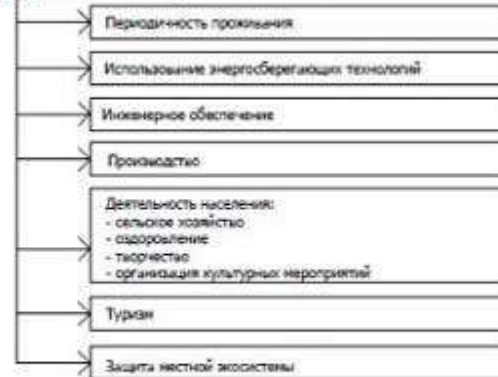 Периодичность проживания
Использование энергосберегающих технологий
Инженерное обеспечение
Производство
Деятельность населения:
- сельское хозяйство
- оздоровление
- творчество
- организация культурных мероприятий
Туризм
Защита местной экосистемы